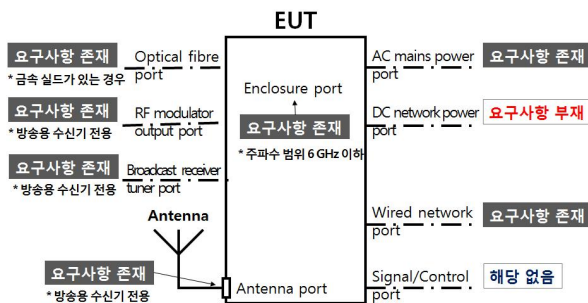 EUT
요구사항 존재
Optical fibre
port
* 금속 실드가 있는 경우
요구사항 존재
RF modulator
output port
* 방송용 수신기 전용
요구사항 존재
Broadcast receiver
tuner port
* 방송용 수신기 전용
Antenna
요구사항 존재
* 방송용 수신기 전용
Enclosure port
요구사항 존재
* 주파수 범위 6 GHz 이하
Antenna port
AC mains power
port
요구사항 존재
DC network power
port
요구사항 부재
Wired network
port
요구사항 존재
Signal/Control
port
해당 없음